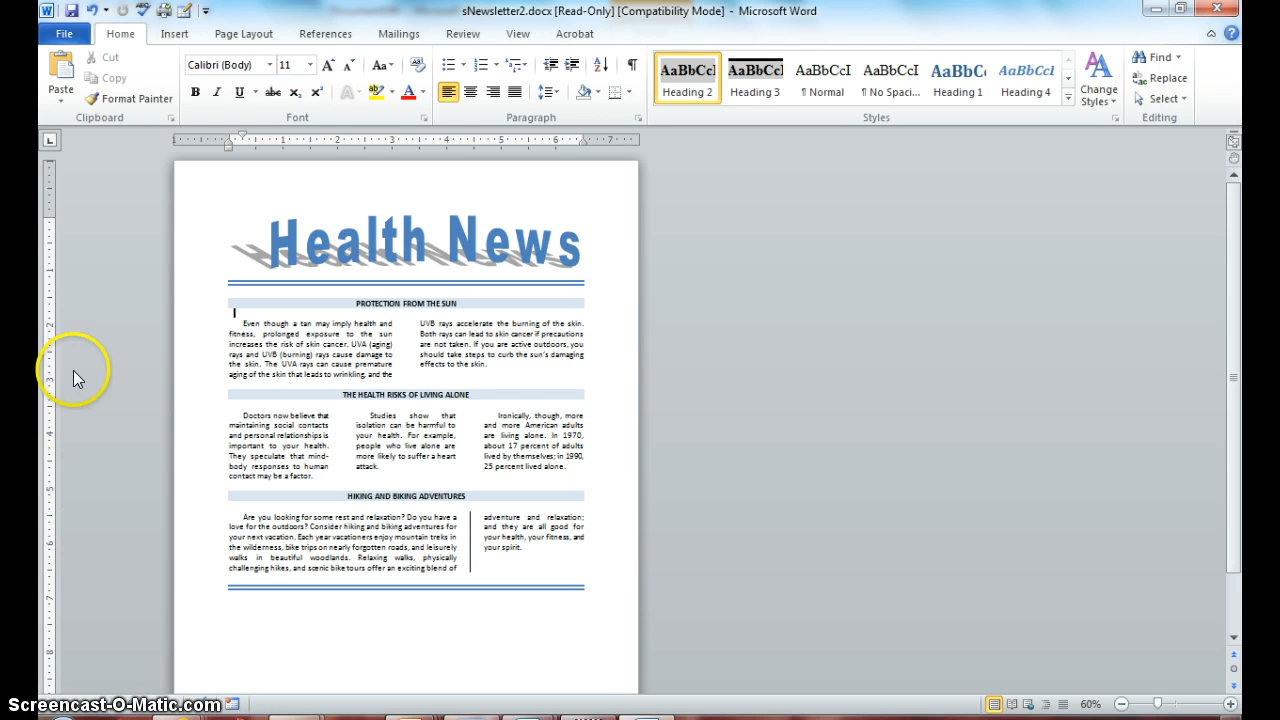 sNewsletter2.docx [Read-Only] [Compatibility Mode] - Microsoft Word
File Home Insert Page Layout References Mailings Review View Acrobat
Paste
Cut
Copy
Format Painter
Clipboard
Calibri (Body) 11
Font
Paragraph
AaBbCcI AaBbCcI AaBbCcI AaBbCcI AaBbC AaBbCcI
Heading 2 Heading 3 ¶ Normal ¶ No Spaci... Heading 1 Heading 4
Change Styles
Styles
Find
Replace
Select
Editing
1 2 3 4 5 6 7
Health News
PROTECTION FROM THE SUN
Even though a tan may imply health and
fitness, prolonged exposure to the sun
increases the risk of skin cancer. UVA (aging)
rays and UVB (burning) rays cause damage to
the skin. The UVA rays can cause premature
aging of the skin that leads to wrinkling, and the
UVB rays accelerate the burning of the skin.
Both rays can lead to skin cancer if precautions
are not taken. If you are active outdoors, you
should take steps to curb the sun's damaging
effects to the skin.
THE HEALTH RISKS OF LIVING ALONE
Doctors now believe that
maintaining social contacts
and personal relationships is
important to your health.
They speculate that mind-
body responses to human
contact may be a factor.
Studies show that
isolation can be harmful to
your health. For example,
people who live alone are
more likely to suffer a heart
attack.
Ironically, though, more
and more American adults
are living alone. In 1970,
about 17 percent of adults
lived by themselves; in 1990,
25 percent lived alone.
HIKING AND BIKING ADVENTURES
Are you looking for some rest and relaxation? Do you have a
love for the outdoors? Consider hiking and biking adventures for
your next vacation. Each year vacationers enjoy mountain treks in
the wilderness, bike trips on nearly forgotten roads, and leisurely
walks in beautiful woodlands. Relaxing walks, physically
challenging hikes, and scenic bike tours offer an exciting blend of
adventure and relaxation;
and they are all good for
your health, your fitness, and
your spirit.
60%
Screencast-O-Matic.com